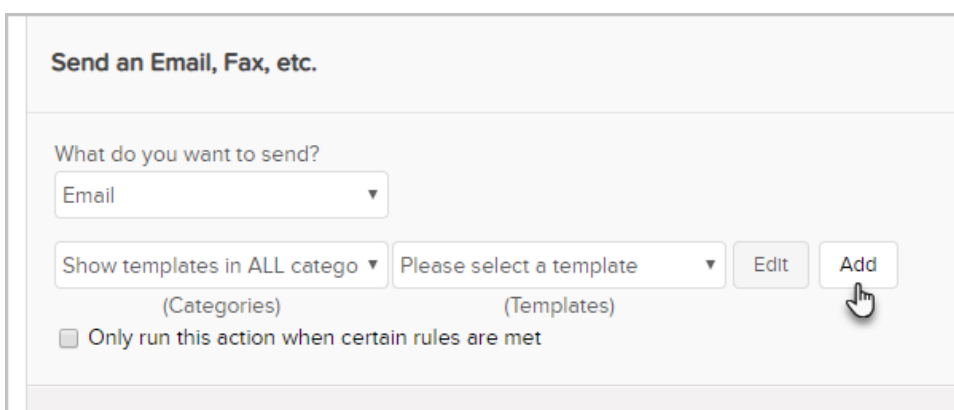 Send an Email, Fax, etc.
What do you want to send?
Email
Show templates in ALL catego Please select a template Edit Add
(Categories) (Templates)
Only run this action when certain rules are met